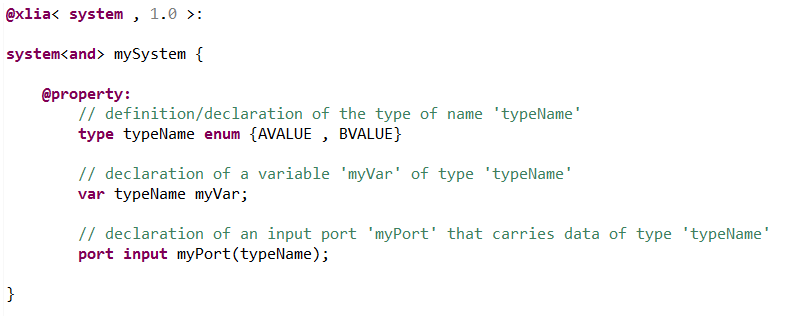 @xlia< system , 1.0 >:
system<and> mySystem {
@property:
// definition/declaration of the type of name 'typeName'
type typeName enum {AVALUE , BVALUE}
// declaration of a variable 'myVar' of type 'typeName'
var typeName myVar;
// declaration of an input port 'myPort' that carries data of type 'typeName'
port input myPort(typeName);
}